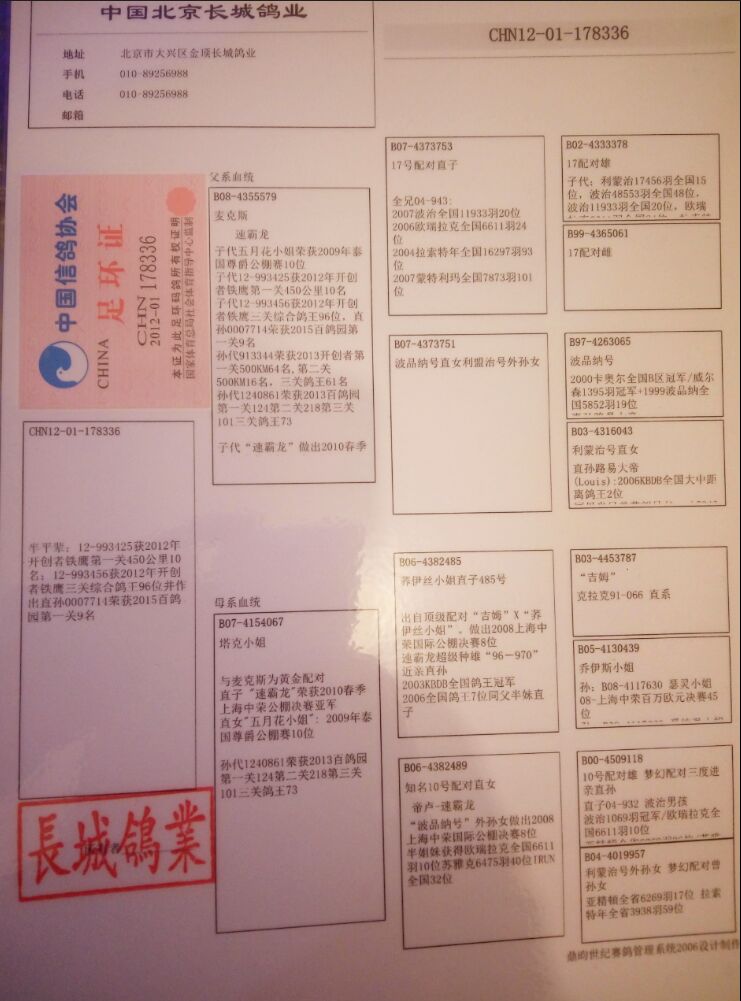 中国北京长城鸽业
地址 北京市大兴区金顶长城鸽业
手机 010-89256988
电话 010-89256988
邮箱
CHN12-01-178336
中国信鸽协会
CHINA 足环证
CHN
2012-01 178336
本证为此足环码鸽所有权证明
国家体育总局社会体育指导中心监制
CHN12-01-178336
半平辈：12-993425获2012年
开创者铁鹰第一关450公里10
名；12-993456获2012年开创
者铁鹰三关综合鸽王96位并作
出直孙0007714荣获2015百鸽
园第一关9名
長城鴿業
父系血统
B08-4355579
麦克斯
速霸龙
子代五月花小姐荣获2009年泰
国尊爵公棚赛10位
子代12-993425获2012年开创
者铁鹰第一关450公里10名
子代12-993456获2012年开创
者铁鹰三关综合鸽王96位，直
孙0007714荣获2015百鸽园第
一关9名
孙代913344荣获2013开创者第
一关500KM64名,第二关
500KM16名，三关鸽王61名
孙代1240861荣获2013百鸽园
第一关124第二关218第三关
101三关鸽王73
子代“速霸龙”做出2010春季
母系血统
B07-4154067
塔克小姐
与麦克斯为黄金配对
直子 "速霸龙"荣获2010春季
上海中荣公棚决赛亚军
直女"五月花小姐": 2009年泰
国尊爵公棚赛10位
孙代1240861荣获2013百鸽园
第一关124第二关218第三关
101三关鸽王73
B07-4373753
17号配对直子
全兄04-943:
2007波治全国11933羽20位
2006欧瑞拉克全国6611羽24
位
2004拉索特年全国16297羽93
位
2007蒙特利玛全国7873羽101
位
B07-4373751
波品纳号直女利盟治号外孙女
B06-4382485
荞伊丝小姐直子485号
出自顶级配对“吉姆”X“荞
伊丝小姐”。做出2008上海中
荣国际公棚决赛8位
速霸龙超级种雄“96-970”
近亲直孙
2003KBDB全国鸽王冠军
2006全国鸽王7位同父半妹直
子
B06-4382489
知名10号配对直女
帝卢-速霸龙
“波品纳号”外孙女做出2008
上海中荣国际公棚决赛8位
半姐妹获得欧瑞拉克全国6611
羽10位苏雅克6475羽40位IRUN
全国32位
B02-4333378
17配对雄
子代：利蒙治17456羽全国15
位，波治48553羽全国48位，
波治11933羽全国20位，欧瑞
B99-4365061
17配对雌
B97-4263065
波品纳号
2000卡奥尔全国B区冠军/威尔
森1395羽冠军+1999波品纳全
国5852羽19位
B03-4316043
利蒙治号直女
直孙路易大帝
(Louis):2006KBDB全国大中距
离鸽王2位
B03-4453787
“吉姆”
克拉克91-066 直系
B05-4130439
乔伊斯小姐
孙：B08-4117630 瑟灵小姐
08-上海中荣百万欧元决赛45
位
B00-4509118
10号配对雄 梦幻配对三度进
亲直孙
直子04-932 波治男孩
波治1069羽冠军/欧瑞拉克全
国6611羽10位
B04-4019957
利蒙治号外孙女 梦幻配对曾
孙女
亚精顿全省6269羽17位 拉索
特年全省3938羽59位
鼎昀世纪赛鸽管理系统2006设计制作